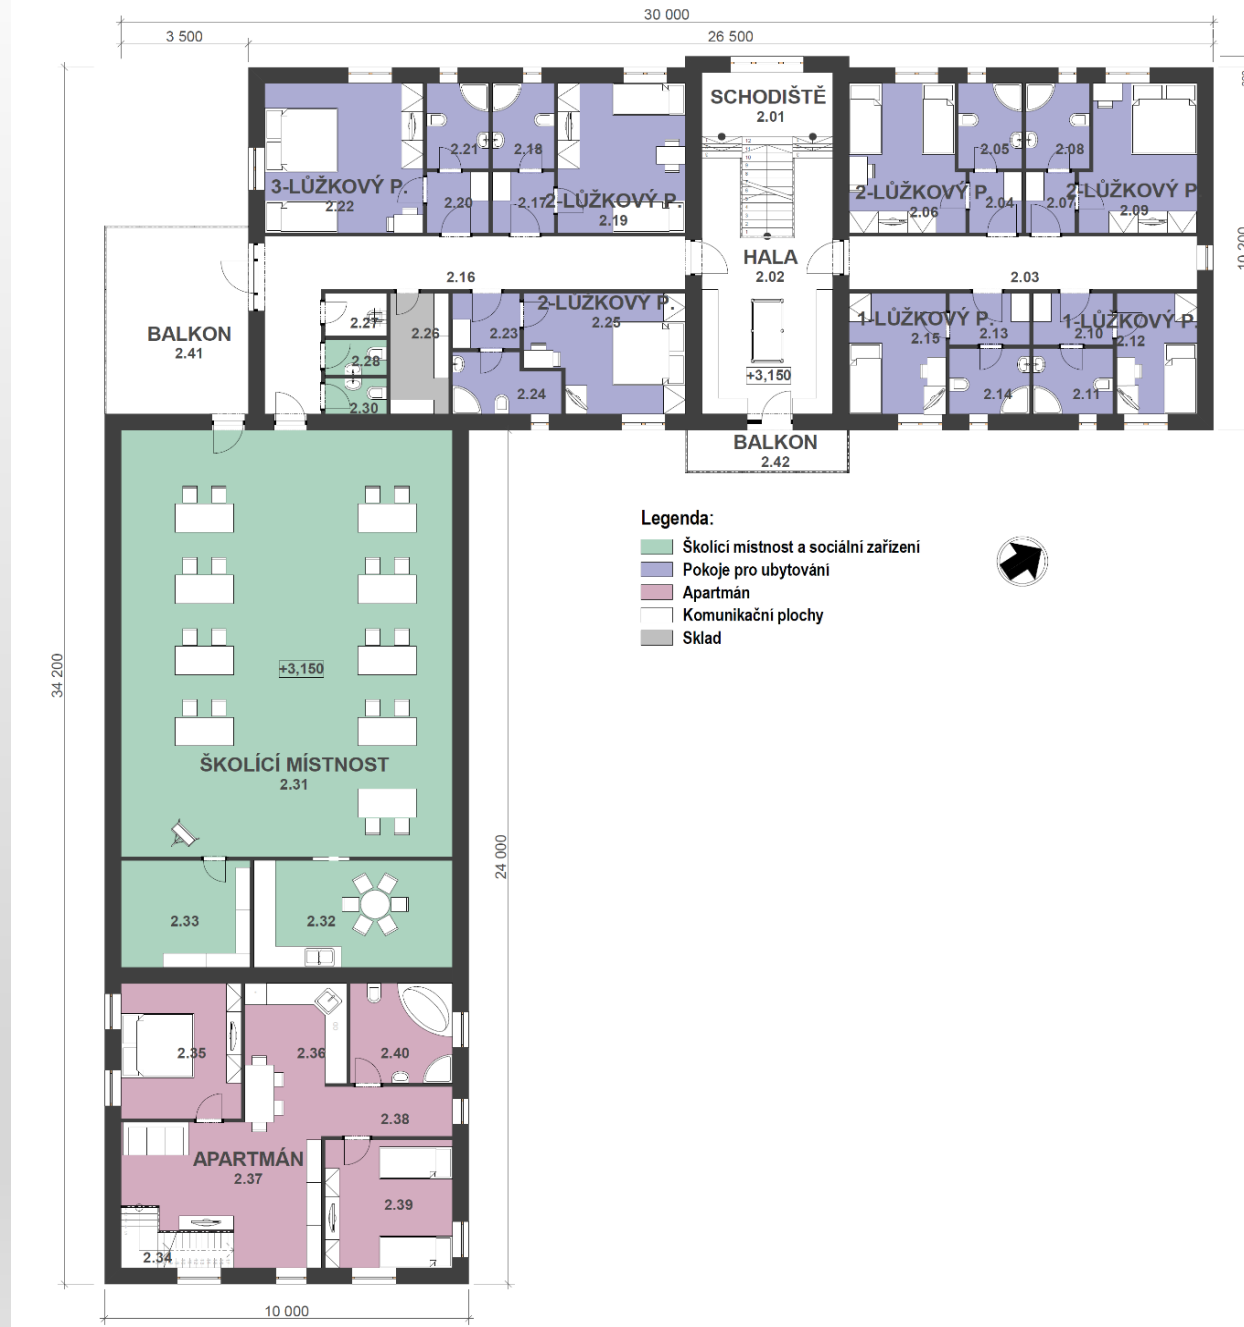 30 000
3 500
26 500
SCHODIŠTĚ
2.01
2.21
2.18
2.05
2.08
3-LŮŽKOVÝ P.
2.22
2.20
2.17
2-LŮŽKOVÝ P.
2.19
2-LŮŽKOVÝ P.
2.06
2.04
2.07
2-LŮŽKOVÝ P
2.09
10 200
HALA
2.02
2.16
2.03
BALKON
2.41
2.27
2.26
2.23
2-LŮŽKOVÝ P.
2.25
1-LŮŽKOVÝ P.
2.15
2.13
2.10
1-LŮŽKOVÝ P.
2.12
2.28
+3,150
2.30
2.24
2.14
2.11
BALKON
2.42
Legenda:
Školící místnost a sociální zařízení
Pokoje pro ubytování
Apartmán
Komunikační plochy
Sklad
34 200
+3,150
ŠKOLÍCÍ MÍSTNOST
2.31
24 000
2.33
2.32
2.35
2.36
2.40
2.38
APARTMÁN
2.37
2.39
2.34
10 000